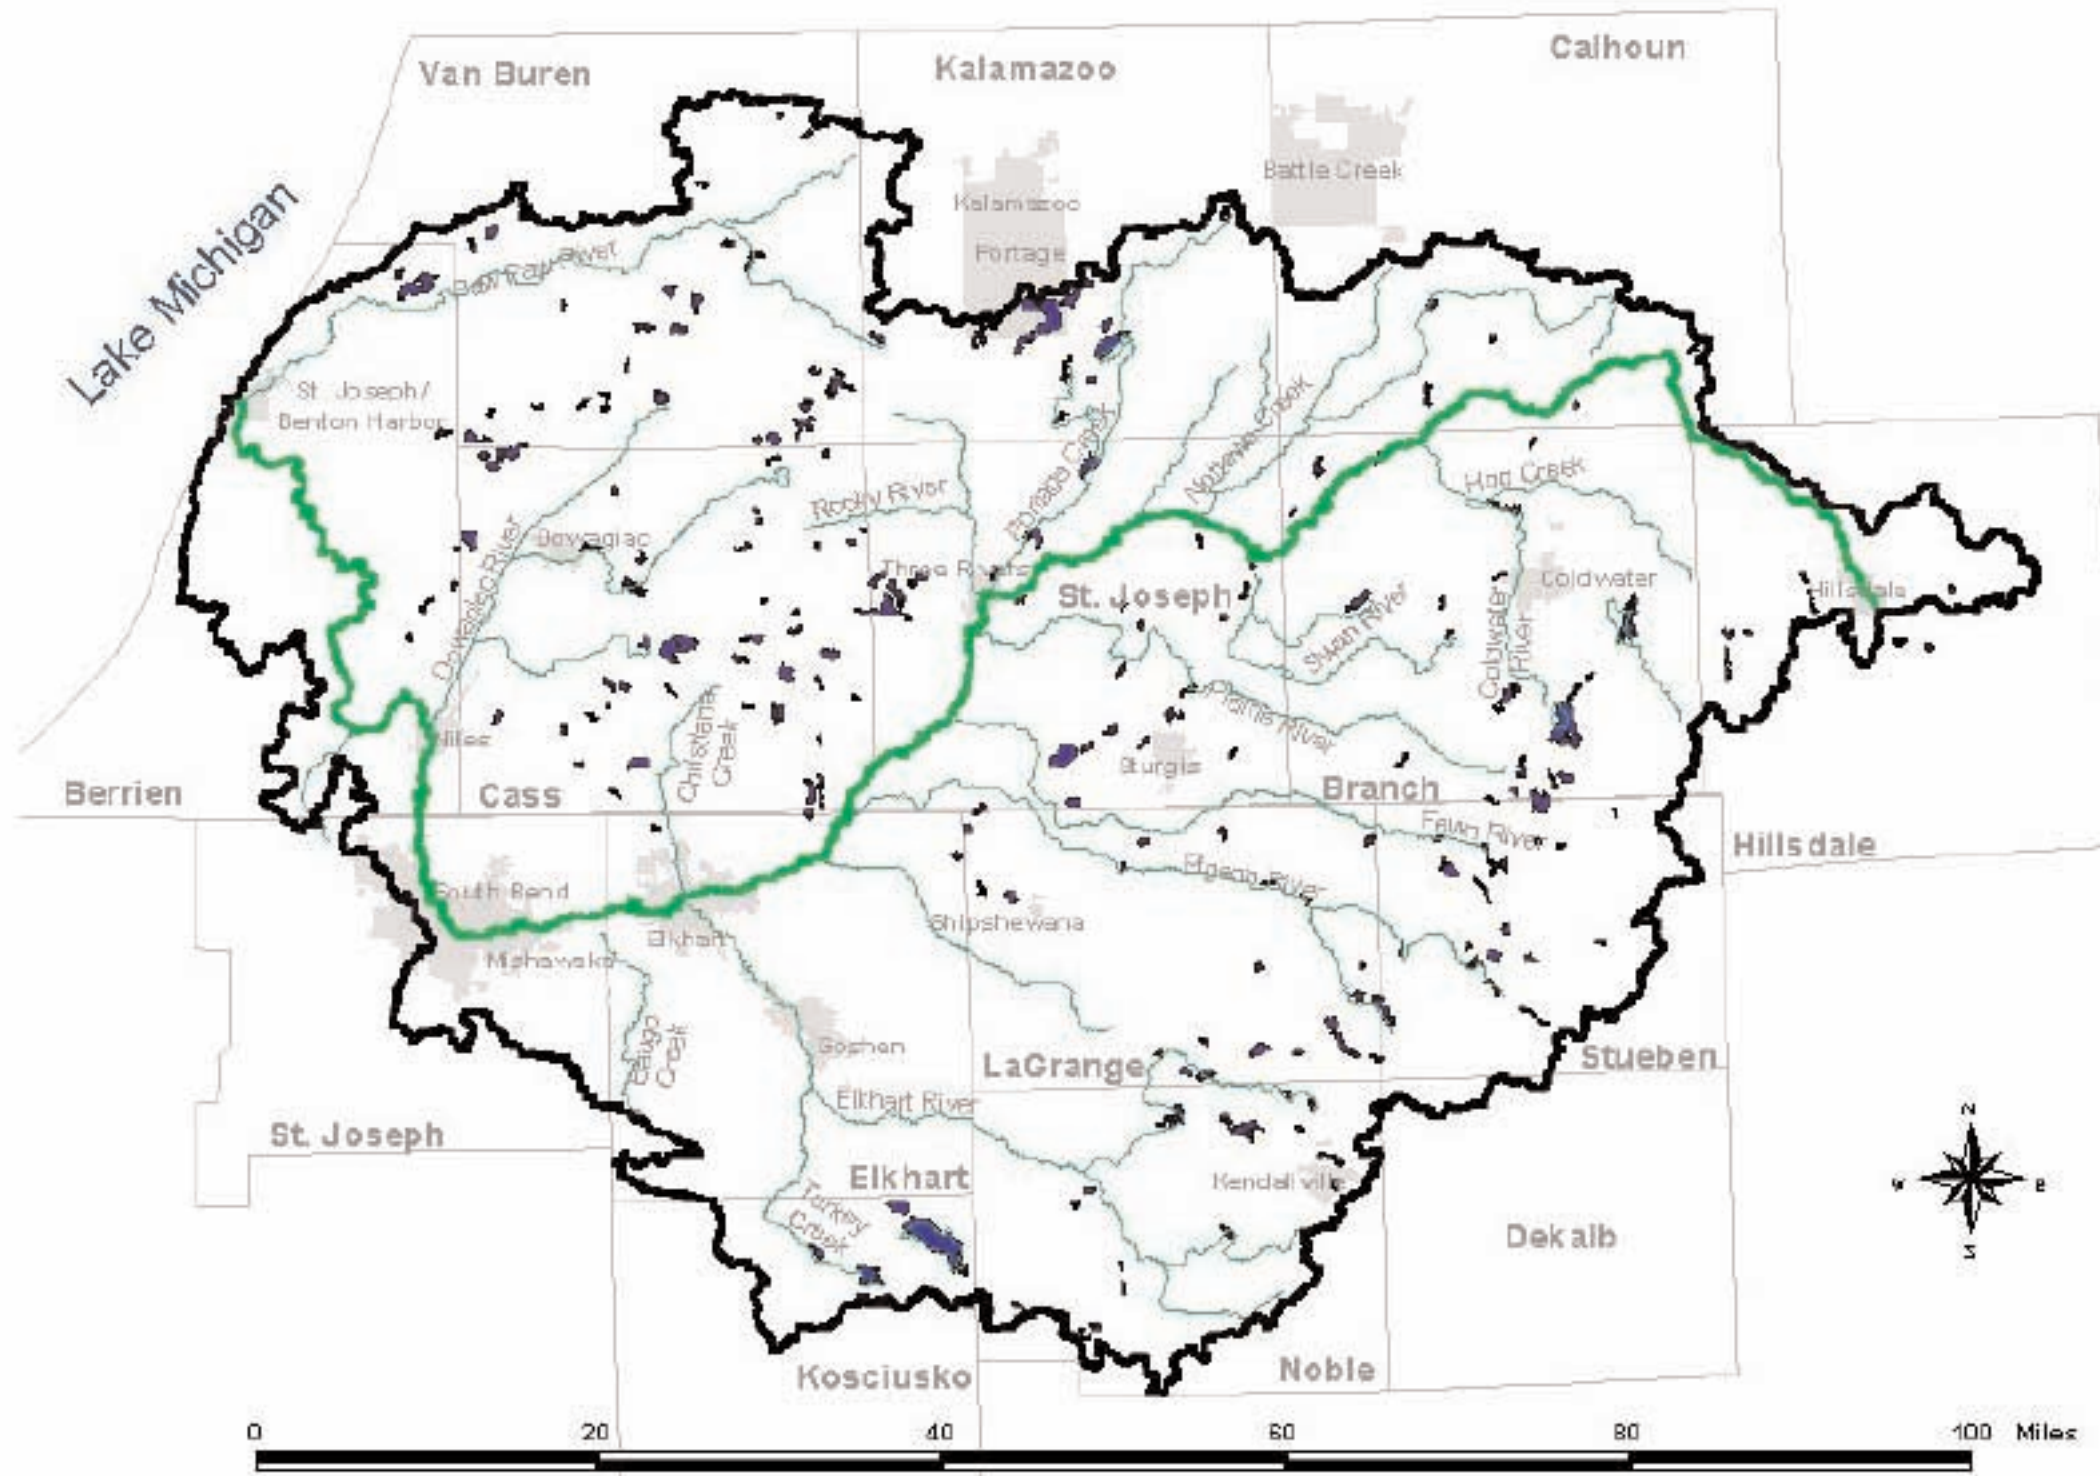 Van Buren
Kalamazoo
Calhoun
Battle Creek
Kalamazoo
Portage
Lake Michigan
Paw Paw River
St. Joseph/
Benton Harbor
Portage Creek
Nottawa Creek
Hog Creek
Rocky River
Dowagiac
Dowagiac River
Three Rivers
St. Joseph
Swan River
Coldwater
Coldwater
River
Hillsdale
Christiana
Creek
Prairie River
Niles
Sturgis
Berrien
Cass
Branch
Fawn River
Hillsdale
South Bend
Pigeon River
Shipshewana
Elkhart
Mishawaka
Baugo
Creek
Goshen
LaGrange
Stueben
Elkhart River
St. Joseph
Elkhart
Kendallville
Turkey
Creek
Dekalb
N
W
E
S
Kosciusko
Noble
0
20
40
60
80
100 Miles